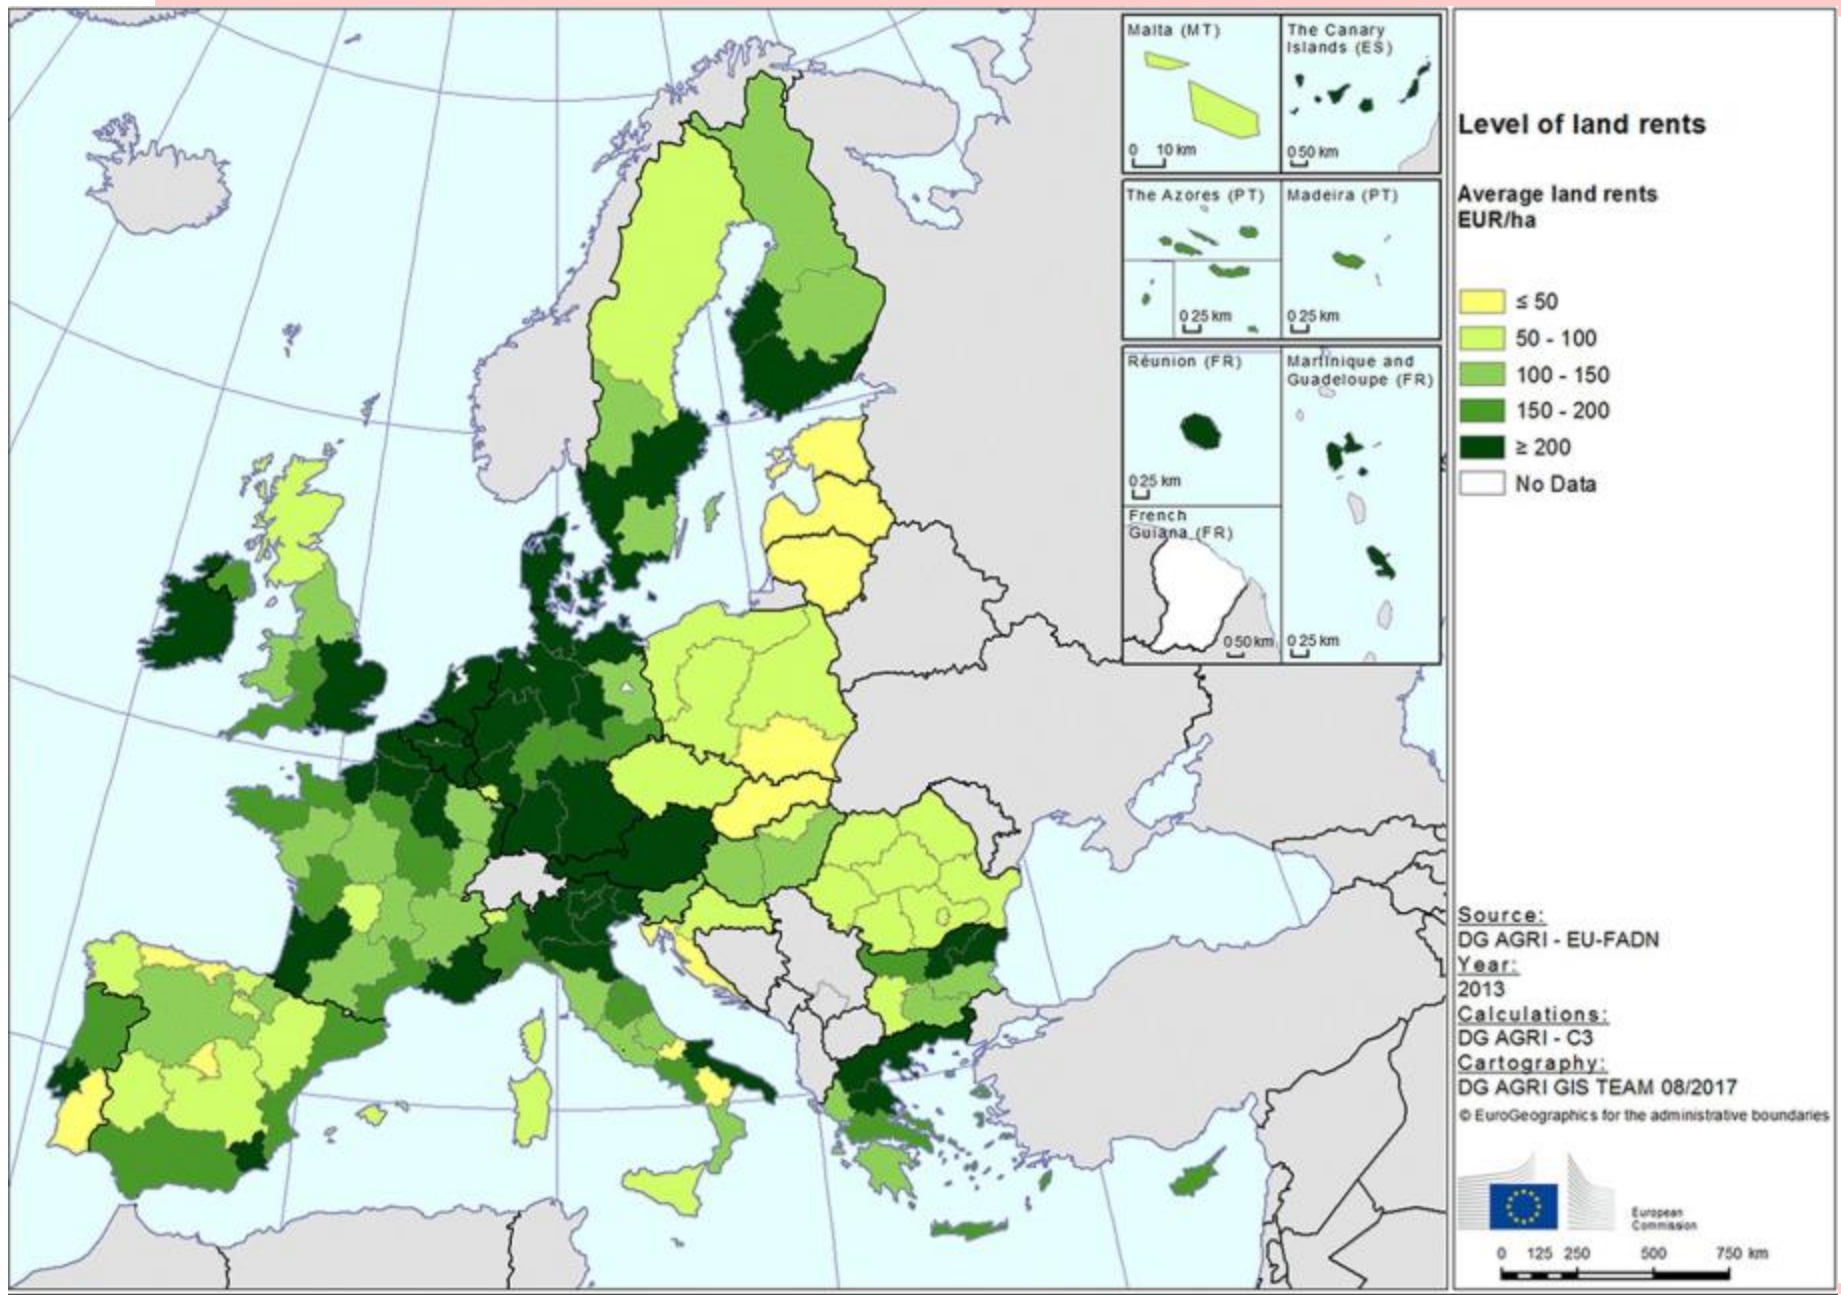 Malta (MT)
0 10 km
The Canary
Islands (ES)
0 50 km
The Azores (PT)
0 25 km
Madeira (PT)
0 25 km
Réunion (FR)
0 25 km
Martinique and
Guadeloupe (FR)
0 25 km
French
Guiana (FR)
0 50 km
Level of land rents
Average land rents
EUR/ha
≤ 50
50 - 100
100 - 150
150 - 200
≥ 200
No Data
Source:
DG AGRI - EU-FADN
Year:
2013
Calculations:
DG AGRI - C3
Cartography:
DG AGRI GIS TEAM 08/2017
© EuroGeographics for the administrative boundaries
European
Commission
0 125 250 500 750 km